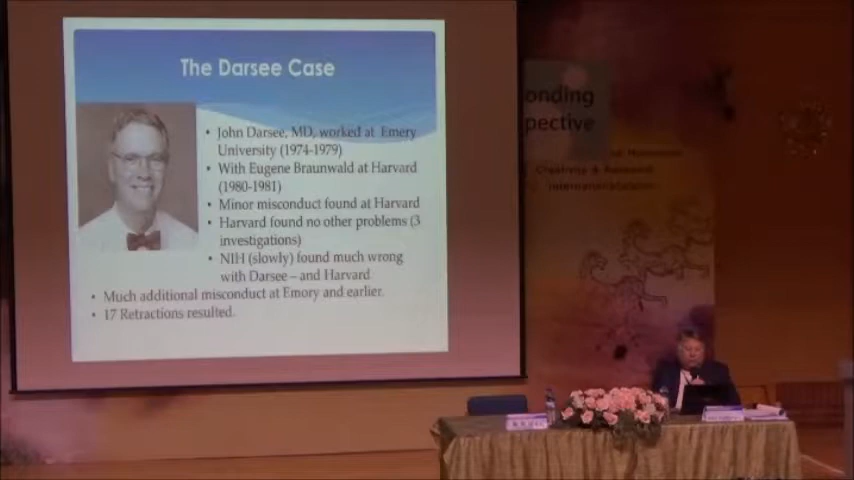 The Darsee Case
• John Darsee, MD, worked at Emery
University (1974-1979)
• With Eugene Braunwald at Harvard
(1980-1981)
• Minor misconduct found at Harvard
• Harvard found no other problems (3
investigations)
• NIH (slowly) found much wrong
with Darsee – and Harvard
• Much additional misconduct at Emory and earlier.
• 17 Retractions resulted.
onding
pective